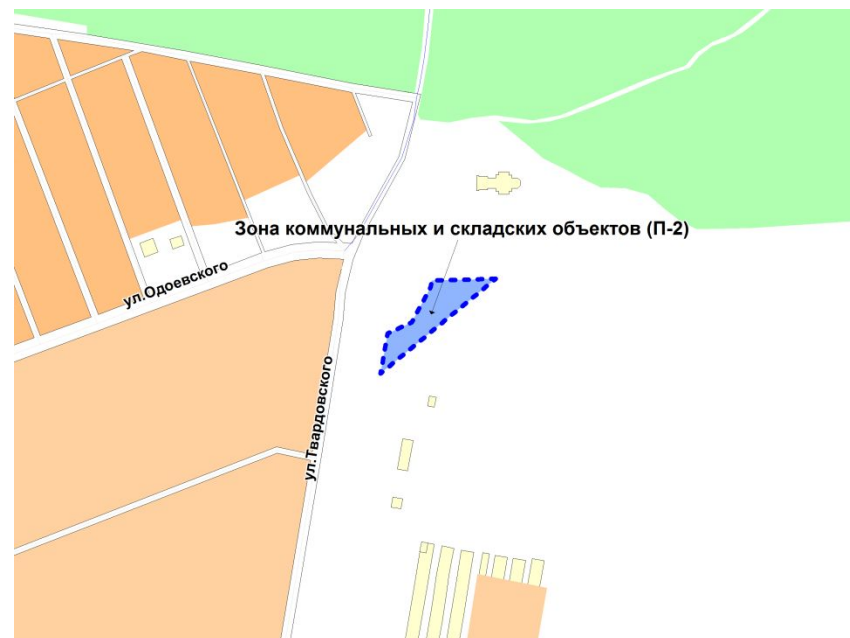 Зона коммунальных и складских объектов (П-2)
ул.Одоевского
ул.Твардовского